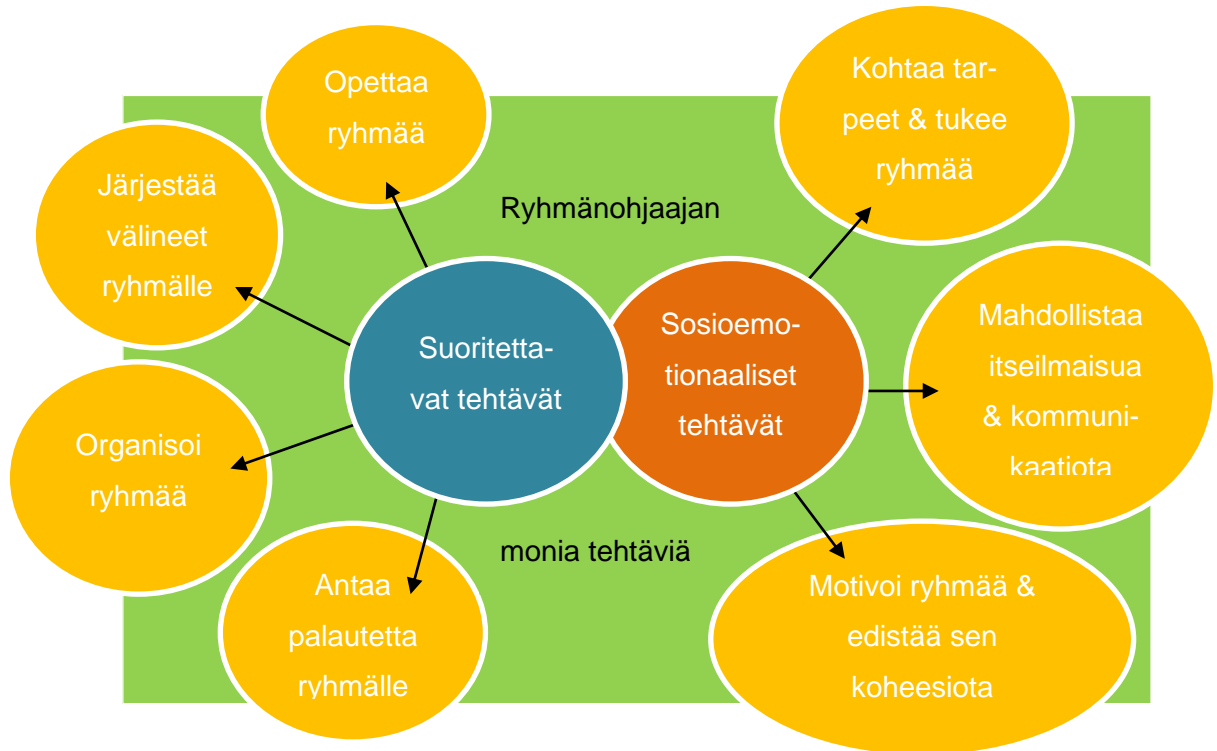 Opettaa
ryhmää
Kohtaa tar-
peet & tukee
ryhmää
Järjestää
välineet
ryhmälle
Ryhmänohjaajan
Suoritetta-
vat tehtävät
Sosioemo-
tionaaliset
tehtävät
Mahdollistaa
itseilmaisua
& kommuni-
kaatiota
Organisoi
ryhmää
monia tehtäviä
Antaa
palautetta
ryhmälle
Motivoi ryhmää &
edistää sen
koheesiota